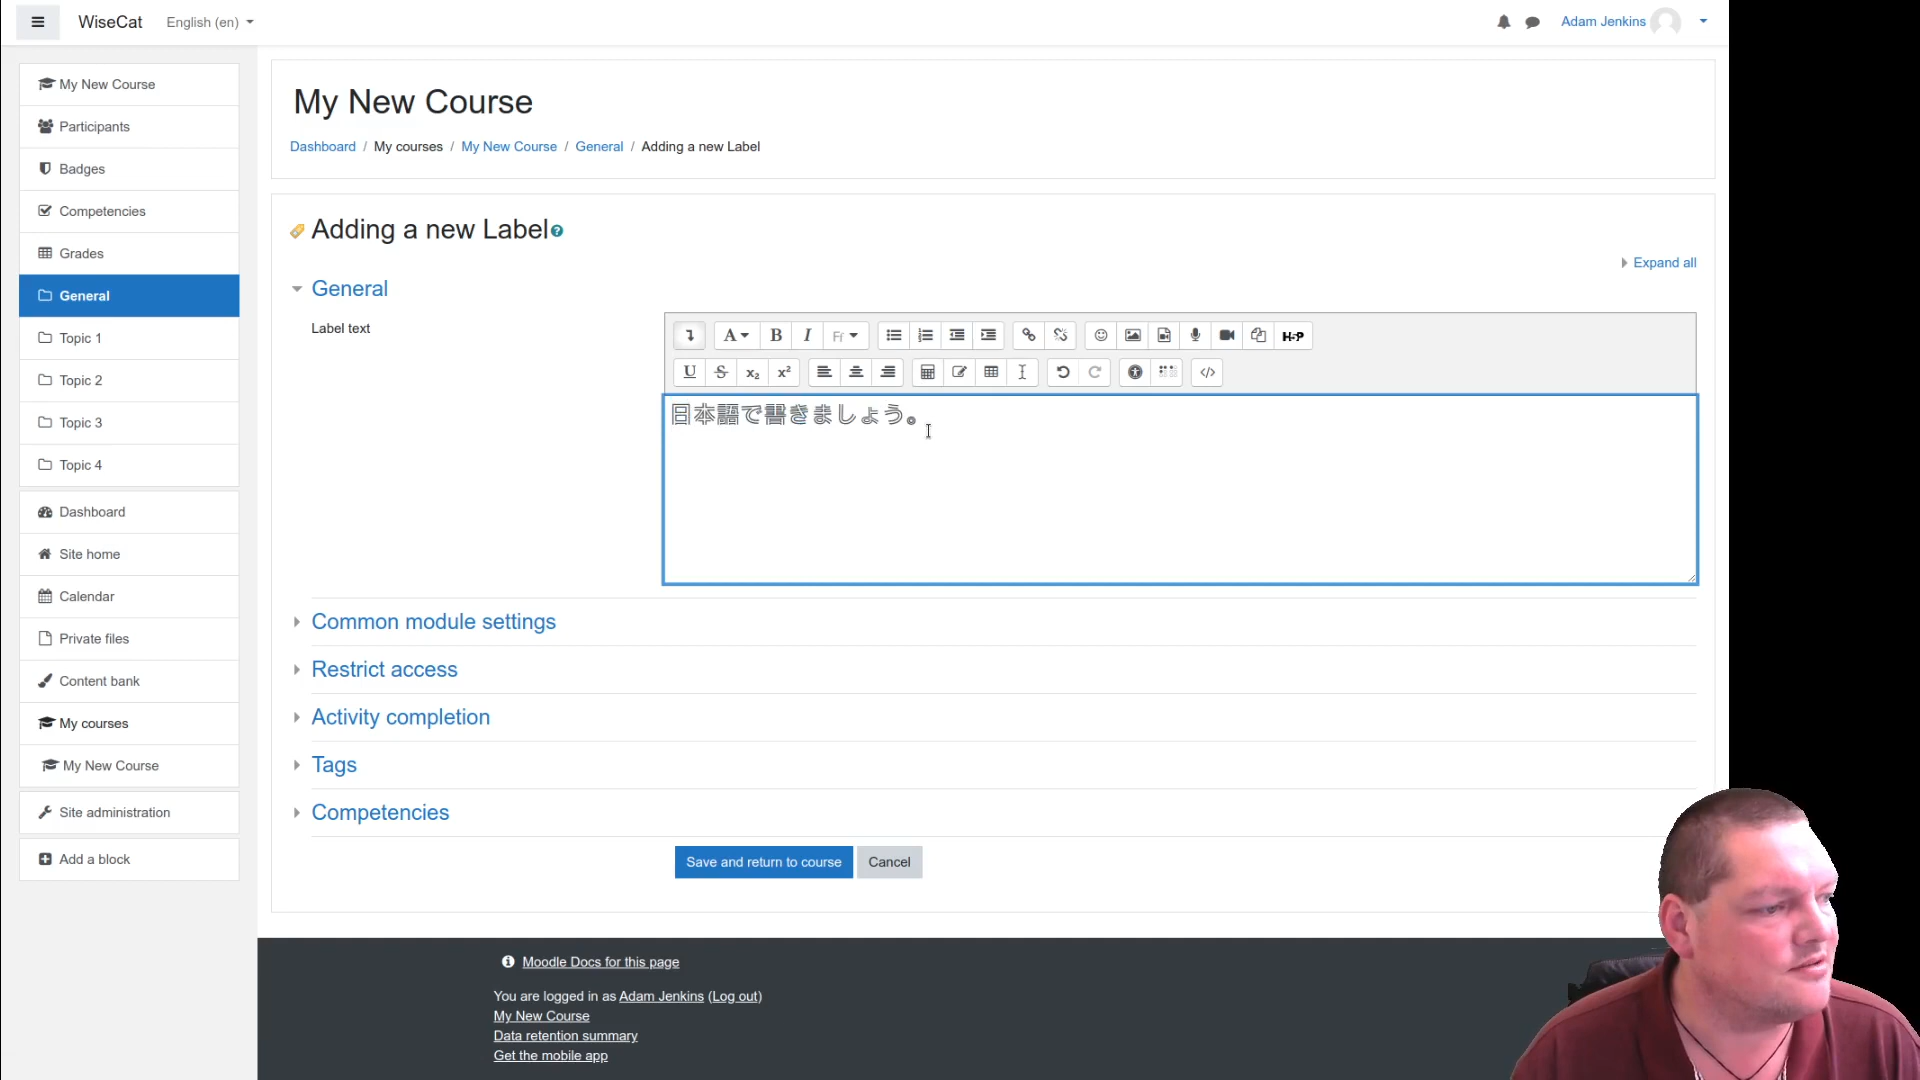 WiseCat English (en) Adam Jenkins
My New Course
Participants
Badges
Competencies
Grades
General
Topic 1
Topic 2
Topic 3
Topic 4
Dashboard
Site home
Calendar
Private files
Content bank
My courses
My New Course
Site administration
Add a block
My New Course
Dashboard / My courses / My New Course / General / Adding a new Label
Adding a new Label
Expand all
General
Label text
A B I Ff H-P
U S x₂ x²
日本語で書きましょう。
Common module settings
Restrict access
Activity completion
Tags
Competencies
Save and return to course Cancel
Moodle Docs for this page
You are logged in as Adam Jenkins (Log out)
My New Course
Data retention summary
Get the mobile app